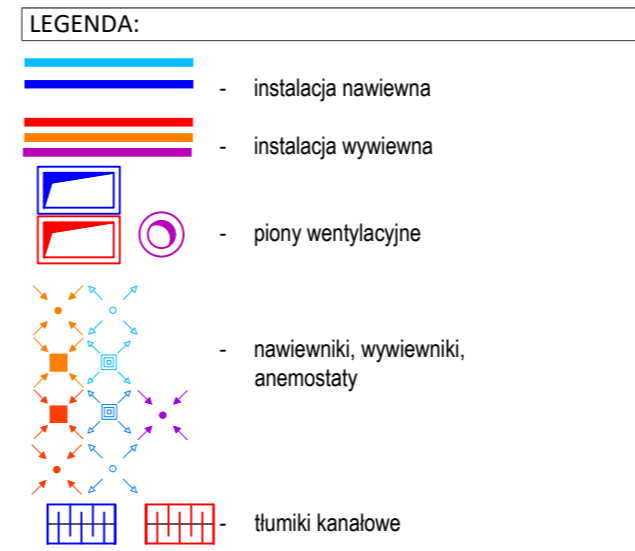 LEGENDA:
- instalacja nawiewna
- instalacja wywiewna
- piony wentylacyjne
- nawiewniki, wywiewniki,
anemostaty
- tłumiki kanałowe